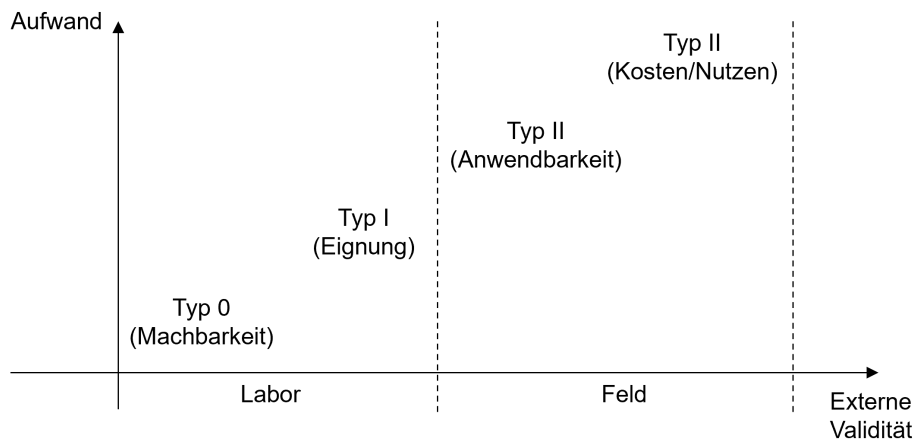 Aufwand
Typ II
(Kosten/Nutzen)
Typ II
(Anwendbarkeit)
Typ I
(Eignung)
Typ 0
(Machbarkeit)
Labor
Feld
Externe
Validität